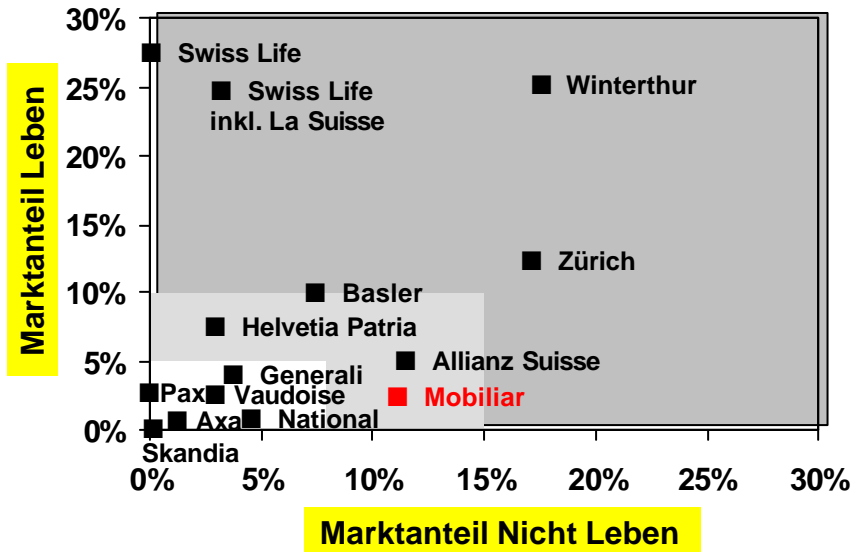 30%
Swiss Life
25%
Swiss Life
inkl. La Suisse
Winterthur
20%
15%
Zürich
10%
Basler
Helvetia Patria
5%
Allianz Suisse
Generali
Pax
Vaudoise
Mobiliar
Axa
National
0%
Skandia
0%
5%
10%
15%
20%
25%
30%
Marktanteil Leben
Marktanteil Nicht Leben